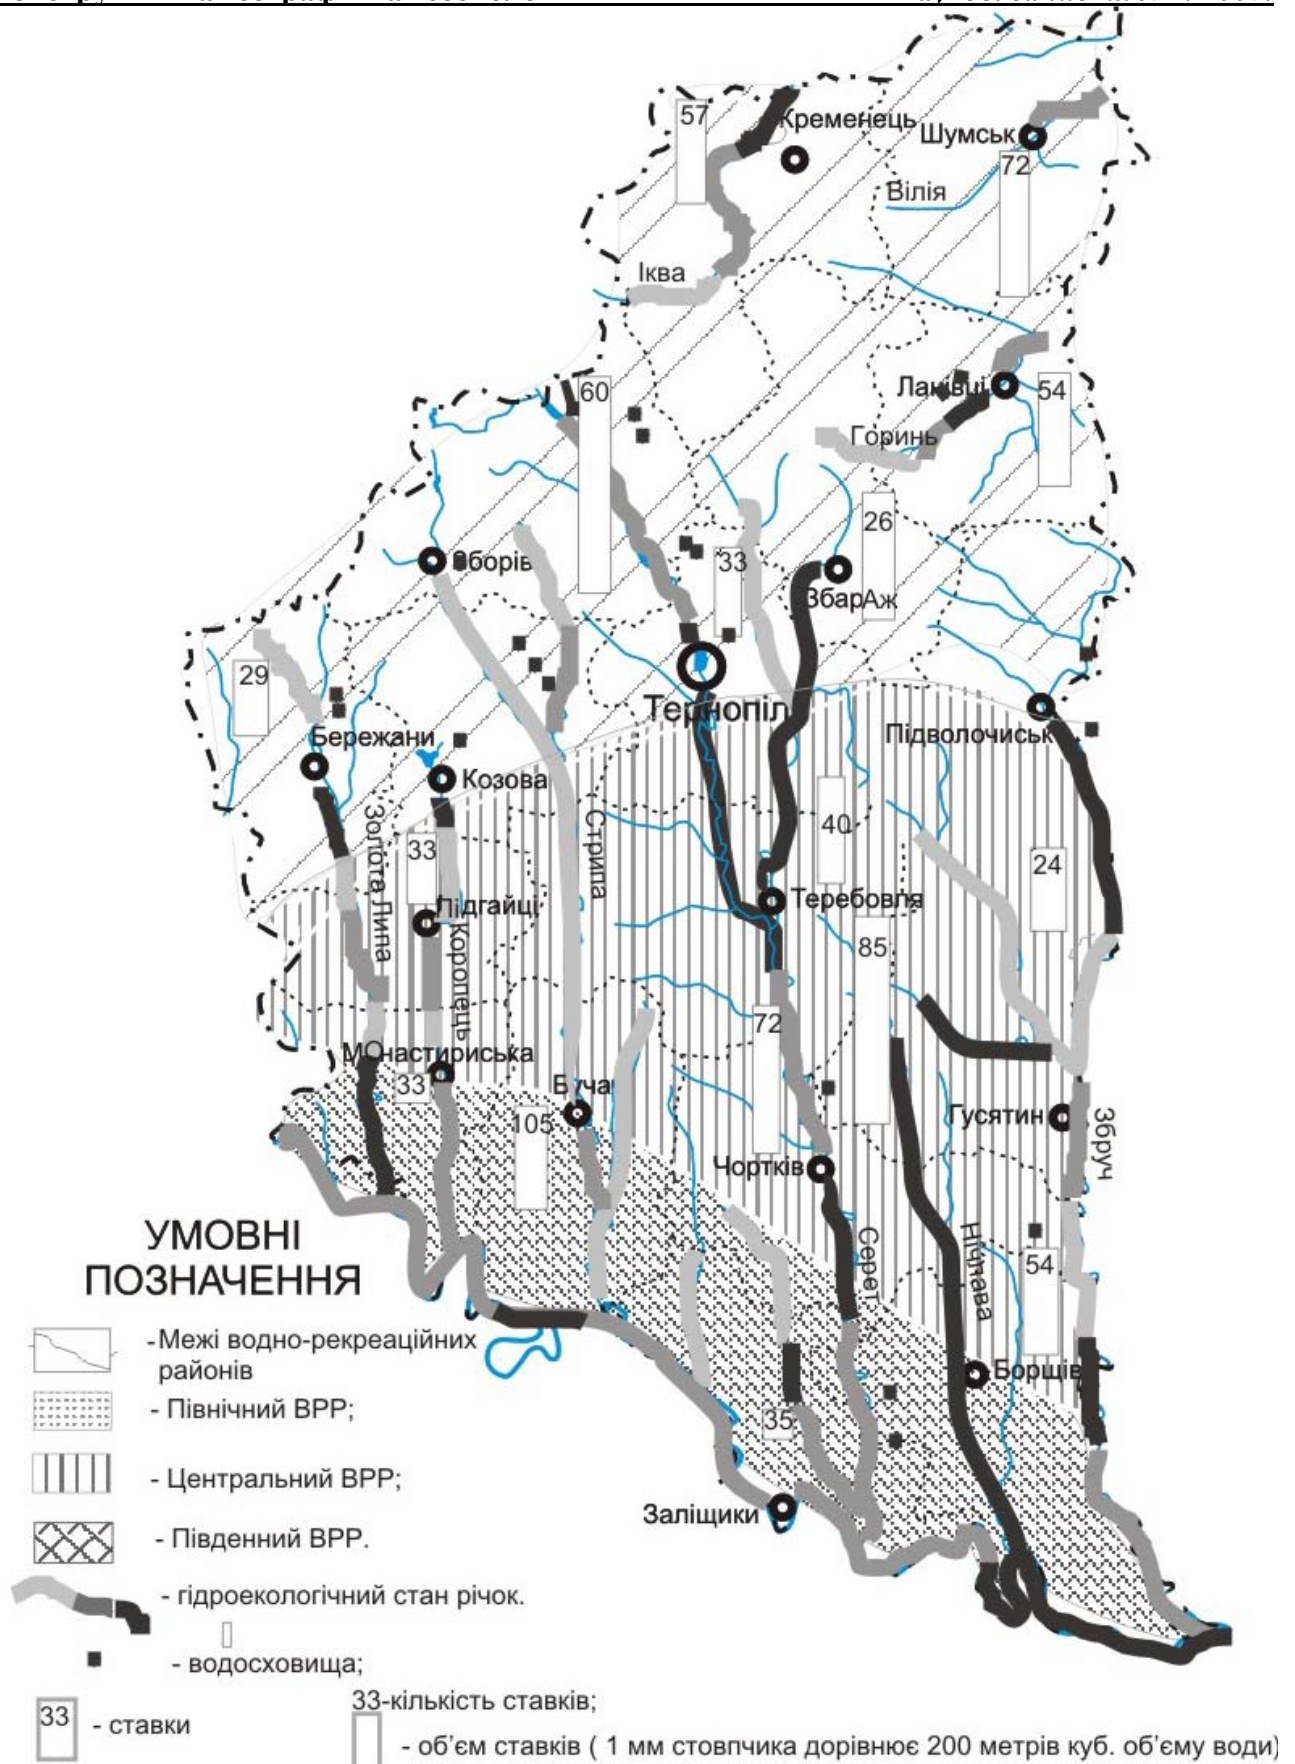 57
Кременець
Шумськ
72
Вілія
Іква
60
Ланівці
54
Горинь
26
33
Зборів
ЗбарАж
29
Тернопіл
Бережани
Підволочиськ
Козова
Золота Липа
Стрипа
40
33
24
Теребовля
Підгайці
Коропець
85
72
МОнастириська
33
Буча
105
Гусятин
Збруч
Чортків
Серет
Нічлава
54
Борщів
35
Заліщики
УМОВНІ
ПОЗНАЧЕННЯ
-Межі водно-рекреаційних
районів
- Північний ВРР;
- Центральний ВРР;
- Південний ВРР.
- гідроекологічний стан річок.
- водосховища;
33 - ставки
33-кількість ставків;
- об'єм ставків ( 1 мм стовпчика дорівнює 200 метрів куб. об'єму води)